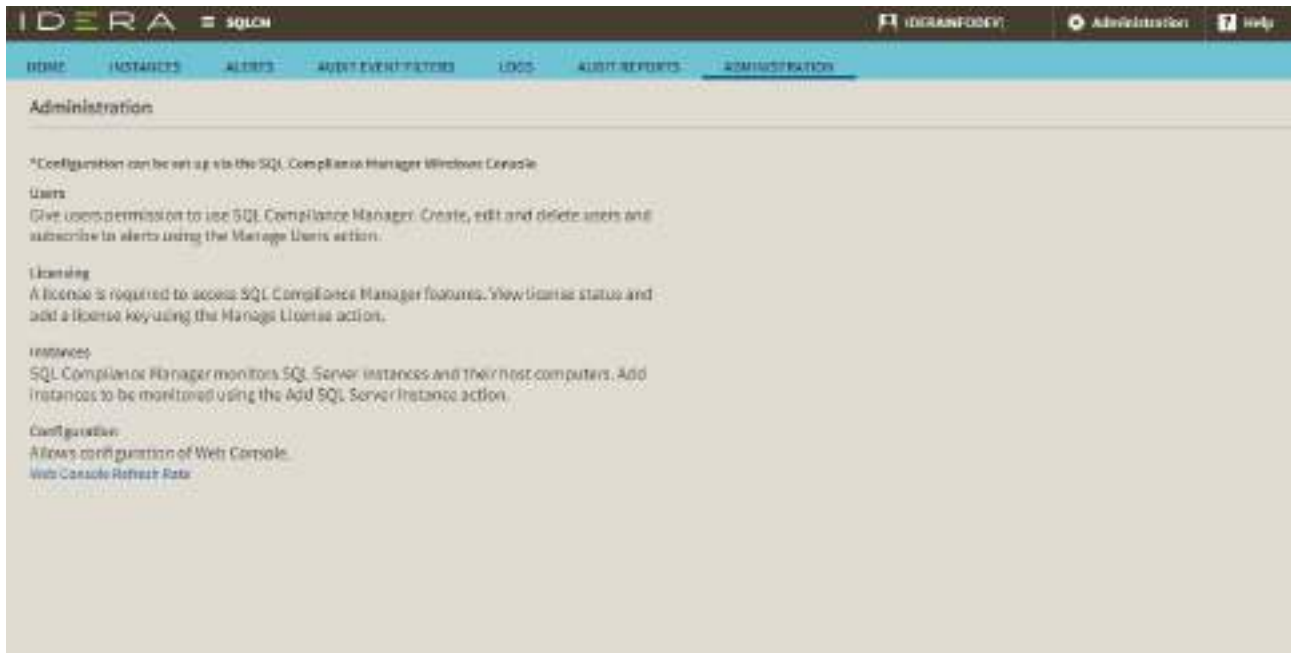 IDERA ≡ SQLCM IDERAINFODEV\ Administration ? Help
HOME INSTANCES ALERTS AUDIT EVENT FILTERS LOGS AUDIT REPORTS ADMINISTRATION
Administration
*Configuration can be set up via the SQL Compliance Manager Windows Console
Users
Give users permission to use SQL Compliance Manager. Create, edit and delete users and
subscribe to alerts using the Manage Users action.
Licensing
A license is required to access SQL Compliance Manager features. View license status and
add a license key using the Manage License action.
Instances
SQL Compliance Manager monitors SQL Server instances and their host computers. Add
instances to be monitored using the Add SQL Server Instance action.
Configuration
Allows configuration of Web Console.
Web Console Refresh Rate